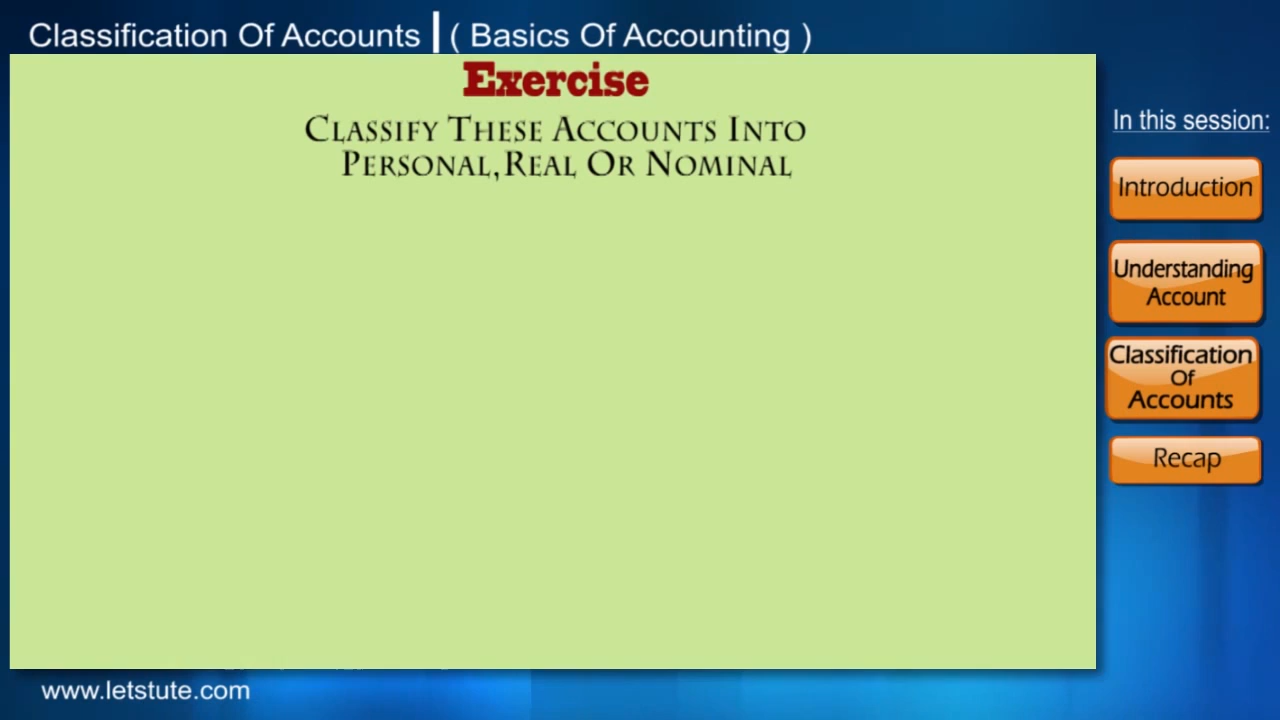 Classification Of Accounts | ( Basics Of Accounting )
Exercise
Classify These Accounts Into
Personal,Real Or Nominal
In this session:
Introduction
Understanding
Account
Classification
Of
Accounts
Recap
www.letstute.com